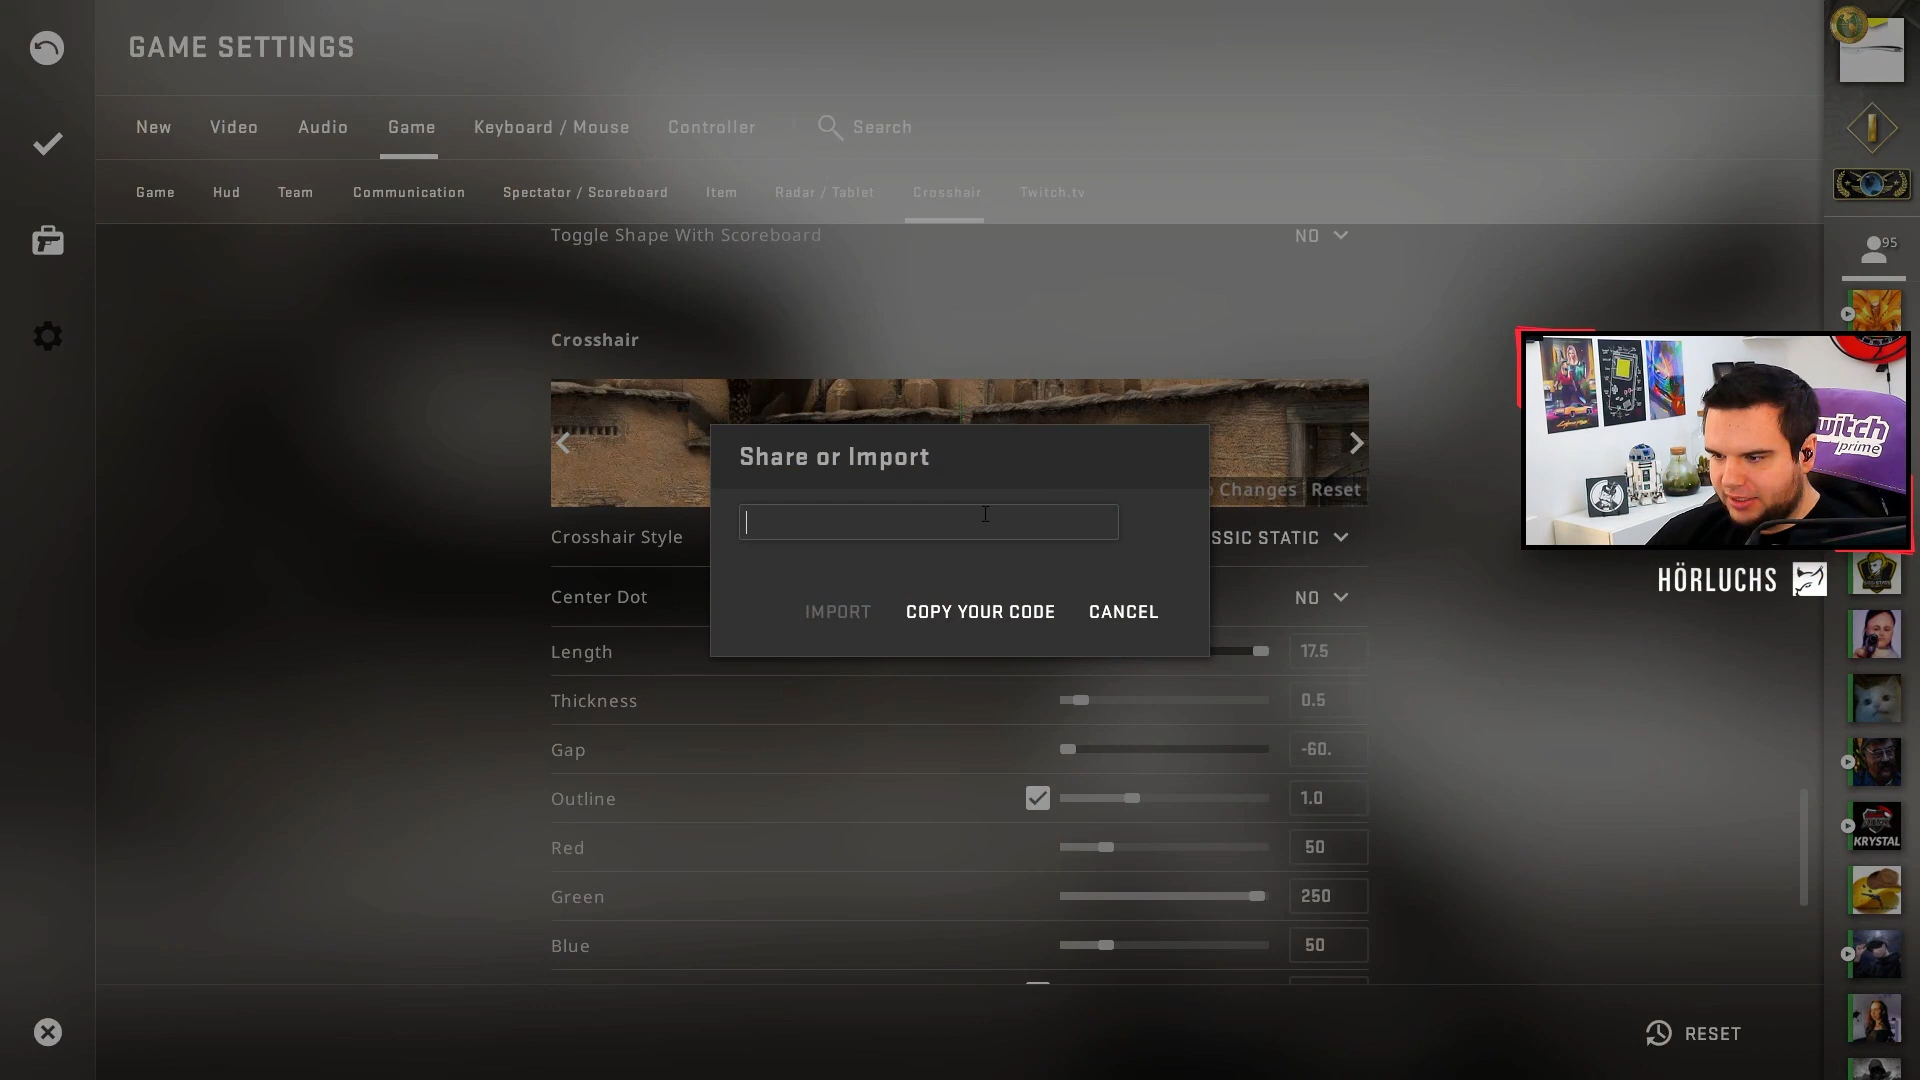 GAME SETTINGS
New Video Audio Game Keyboard / Mouse Controller Search
Game Hud Team Communication Spectator / Scoreboard Item Radar / Tablet Crosshair Twitch.tv
Toggle Shape With Scoreboard NO
95
Crosshair
Changes Reset
Share or Import
Crosshair Style SSIC STATIC
Center Dot NO
IMPORT COPY YOUR CODE CANCEL
Length 17.5
Thickness 0.5
Gap -60.
Outline 1.0
Red 50
Green 250
Blue 50
witch
prime
HÖRLUCHS
KRYSTAL
RESET